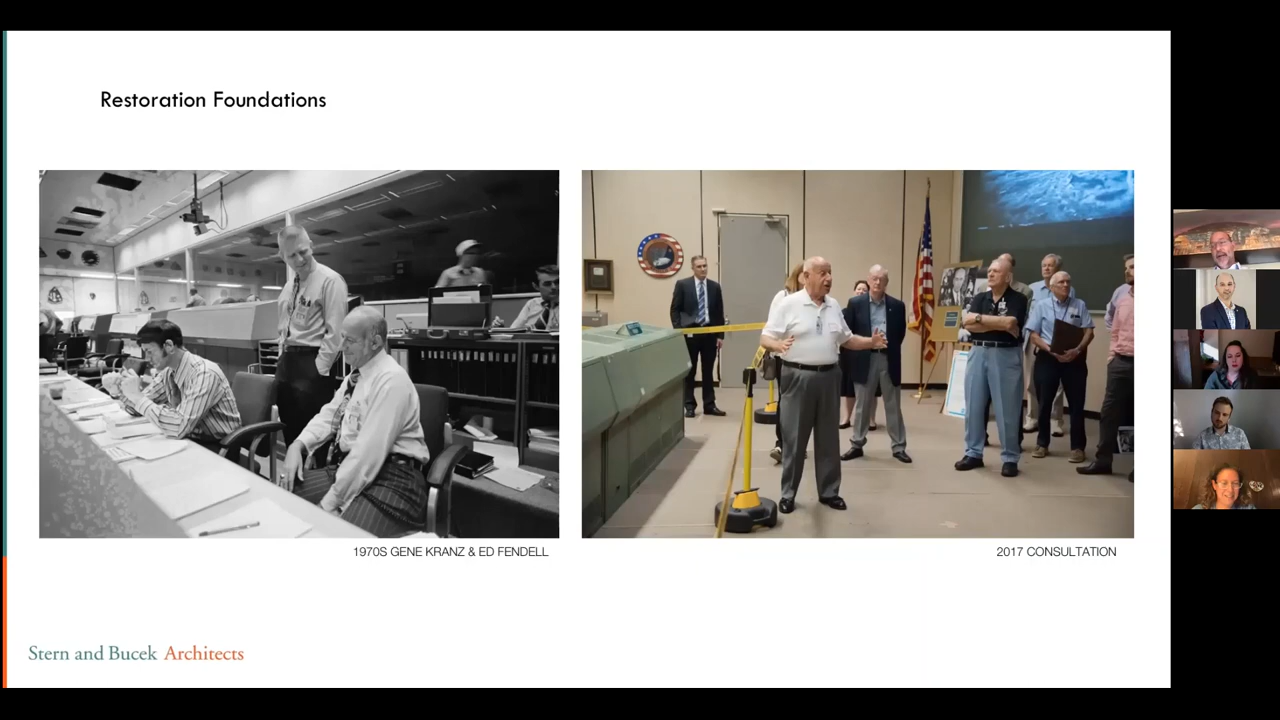 Restoration Foundations
1970S GENE KRANZ & ED FENDELL
2017 CONSULTATION
Stern and Bucek Architects